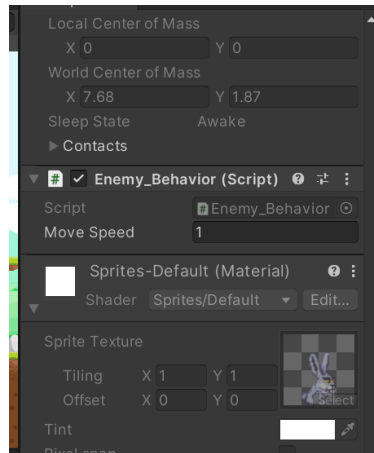 Local Center of Mass
X 0 Y 0
World Center of Mass
X 7.68 Y 1.87
Sleep State Awake
Contacts
# Enemy_Behavior (Script)
Script # Enemy_Behavior
Move Speed 1
Sprites-Default (Material)
Shader Sprites/Default Edit...
Sprite Texture
Tiling X 1 Y 1
Offset X 0 Y 0 Select
Tint
Pixel snap